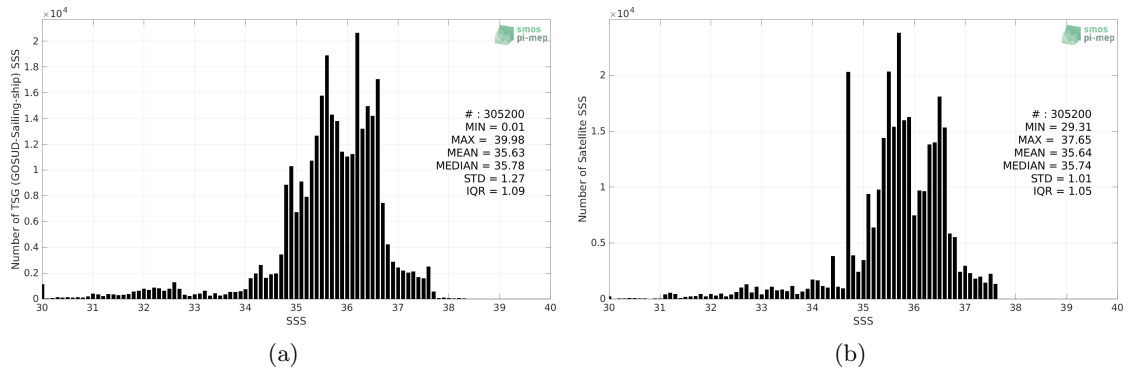 ×10⁴
smos
pi-mep
Number of TSG (GOSUD-Sailing-ship) SSS
2
1.8
1.6
1.4
1.2
1
0.8
0.6
0.4
0.2
0
# : 305200
MIN = 0.01
MAX = 39.98
MEAN = 35.63
MEDIAN = 35.78
STD = 1.27
IQR = 1.09
30 31 32 33 34 35 36 37 38 39 40
SSS
(a)
×10⁴
smos
pi-mep
Number of Satellite SSS
2
1.5
1
0.5
0
# : 305200
MIN = 29.31
MAX = 37.65
MEAN = 35.64
MEDIAN = 35.74
STD = 1.01
IQR = 1.05
30 31 32 33 34 35 36 37 38 39 40
SSS
(b)